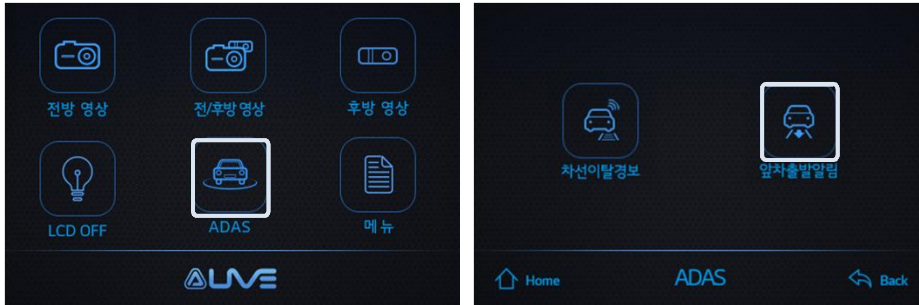 전방 영상
전/후방 영상
후방 영상
LCD OFF
ADAS
메뉴
ALIVE
차선이탈경보
앞차출발알림
Home
ADAS
Back